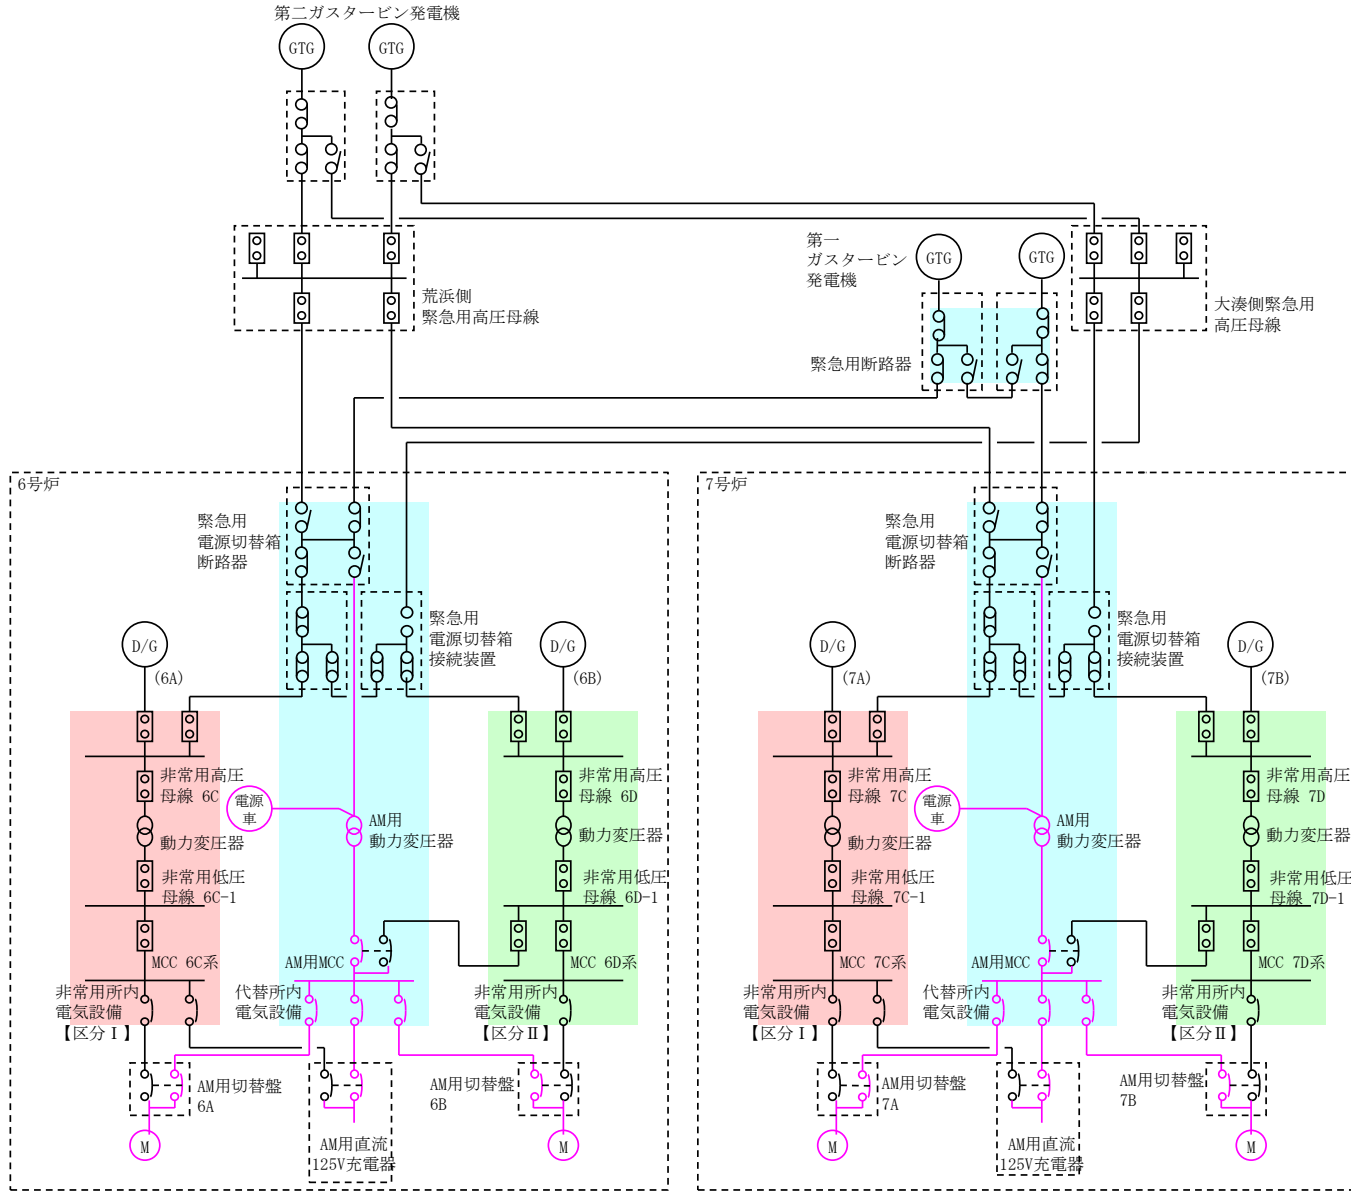 第二ガスタービン発電機
GTG
GTG
第一
ガスタービン
発電機
GTG
GTG
荒浜側
緊急用高圧母線
大湊側緊急用
高圧母線
緊急用断路器
6号炉
緊急用
電源切替箱
断路器
緊急用
電源切替箱
接続装置
D/G
(6A)
D/G
(6B)
非常用高圧
母線 6C
電源
車
AM用
動力変圧器
非常用高圧
母線 6D
動力変圧器
動力変圧器
非常用低圧
母線 6C-1
非常用低圧
母線 6D-1
MCC 6C系
AM用MCC
MCC 6D系
非常用所内
電気設備
【区分Ⅰ】
代替所内
電気設備
非常用所内
電気設備
【区分Ⅱ】
AM用切替盤
6A
AM用切替盤
6B
M
AM用直流
125V充電器
M
7号炉
緊急用
電源切替箱
断路器
緊急用
電源切替箱
接続装置
D/G
(7A)
D/G
(7B)
非常用高圧
母線 7C
電源
車
AM用
動力変圧器
非常用高圧
母線 7D
動力変圧器
動力変圧器
非常用低圧
母線 7C-1
非常用低圧
母線 7D-1
MCC 7C系
AM用MCC
MCC 7D系
非常用所内
電気設備
【区分Ⅰ】
代替所内
電気設備
非常用所内
電気設備
【区分Ⅱ】
AM用切替盤
7A
AM用切替盤
7B
M
AM用直流
125V充電器
M